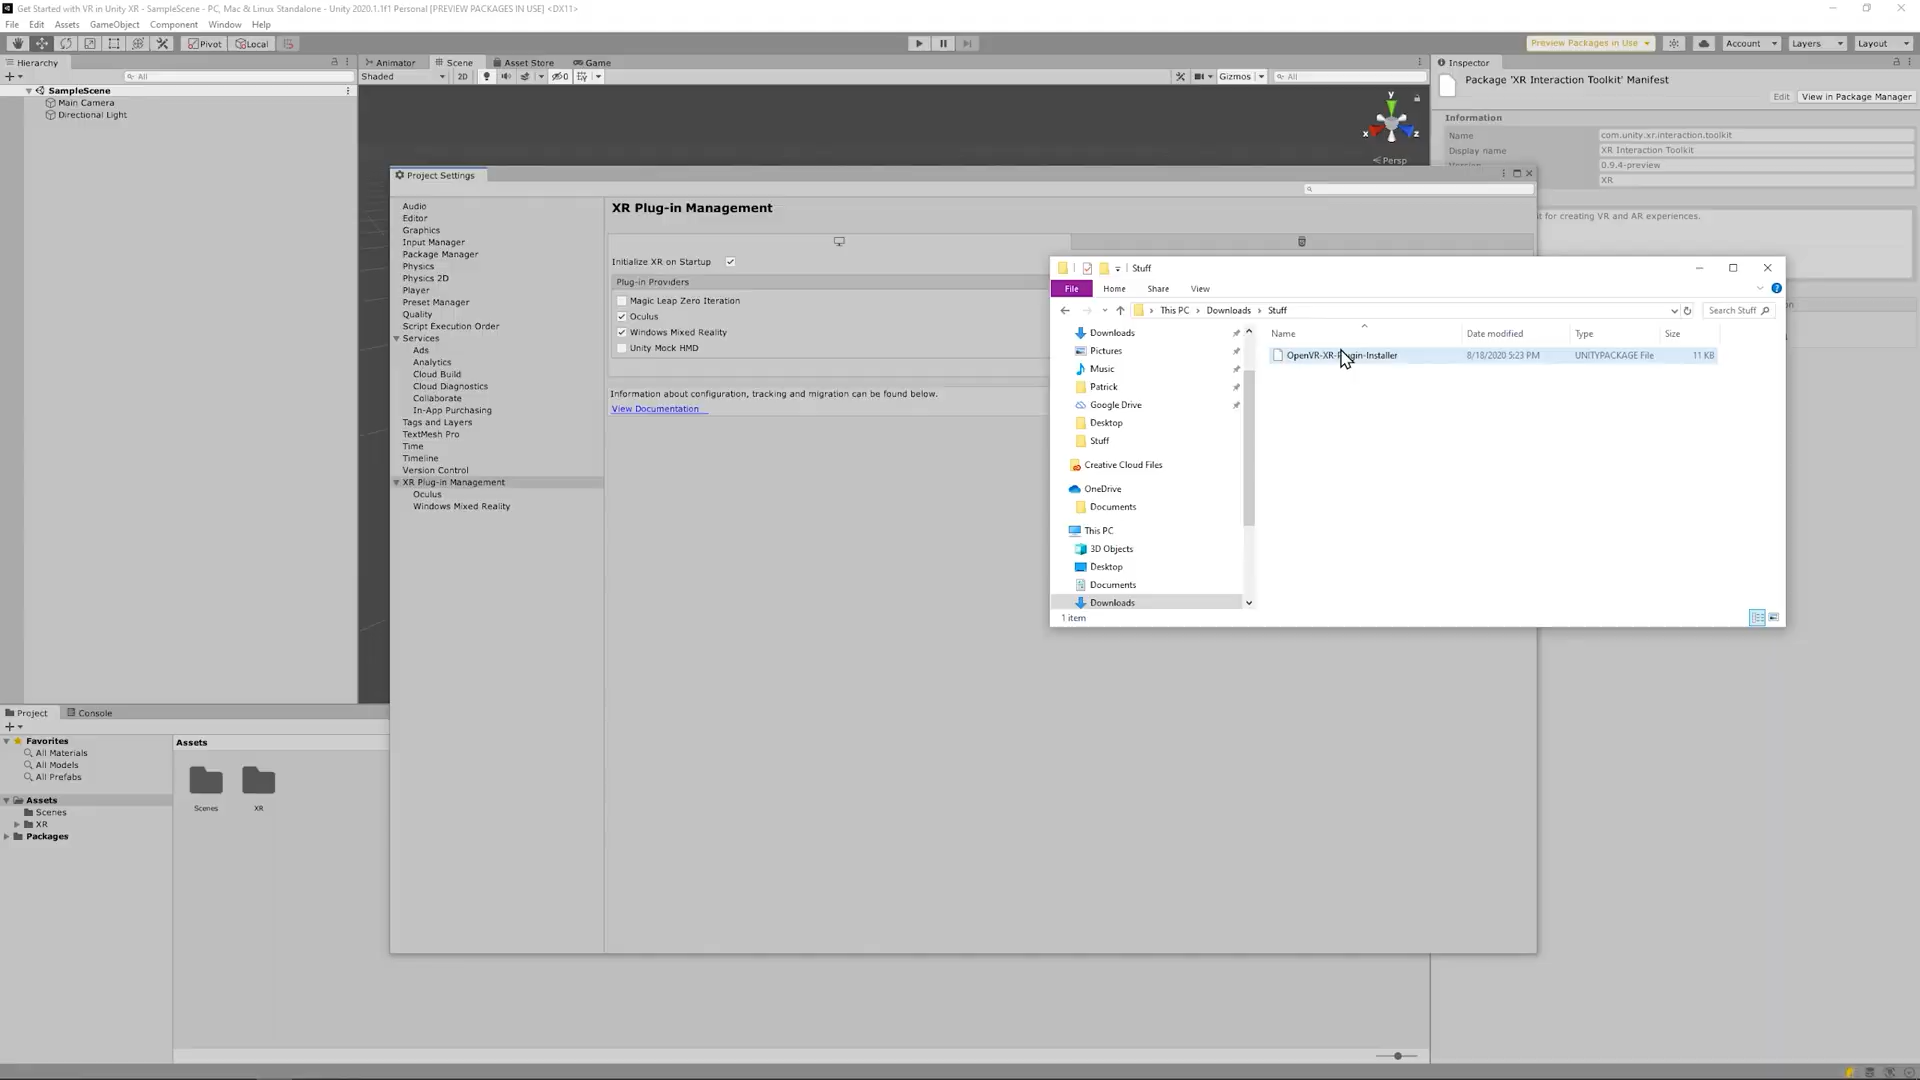 Get Started with VR in Unity XR - SampleScene - PC, Mac & Linux Standalone - Unity 2020.1.1f1 Personal [PREVIEW PACKAGES IN USE] <DX11>
File Edit Assets GameObject Component Window Help
Pivot Local Preview Packages in Use Account Layers Layout
Hierarchy
All
SampleScene
Main Camera
Directional Light
Animator Scene Asset Store Game
Shaded 2D 0 Gizmos All
y
x z
Persp
Inspector
Package 'XR Interaction Toolkit' Manifest
Edit View in Package Manager
Information
Name com.unity.xr.interaction.toolkit
Display name XR Interaction Toolkit
0.9.4-preview
XR
it for creating VR and AR experiences.
Project Settings
Audio
Editor
Graphics
Input Manager
Package Manager
Physics
Physics 2D
Player
Preset Manager
Quality
Script Execution Order
Services
Ads
Analytics
Cloud Build
Cloud Diagnostics
Collaborate
In-App Purchasing
Tags and Layers
TextMesh Pro
Time
Timeline
Version Control
XR Plug-in Management
Oculus
Windows Mixed Reality
XR Plug-in Management
Initialize XR on Startup
Plug-in Providers
Magic Leap Zero Iteration
Oculus
Windows Mixed Reality
Unity Mock HMD
Information about configuration, tracking and migration can be found below.
View Documentation
Stuff
File Home Share View
This PC > Downloads > Stuff
Search Stuff
Downloads
Pictures
Music
Patrick
Google Drive
Desktop
Stuff
Creative Cloud Files
OneDrive
Documents
This PC
3D Objects
Desktop
Documents
Downloads
Name Date modified Type Size
OpenVR-XR-Plugin-Installer 8/18/2020 5:23 PM UNITYPACKAGE File 11 KB
1 item
Project Console
Favorites
All Materials
All Models
All Prefabs
Assets
Scenes
XR
Packages
Assets
Scenes
XR